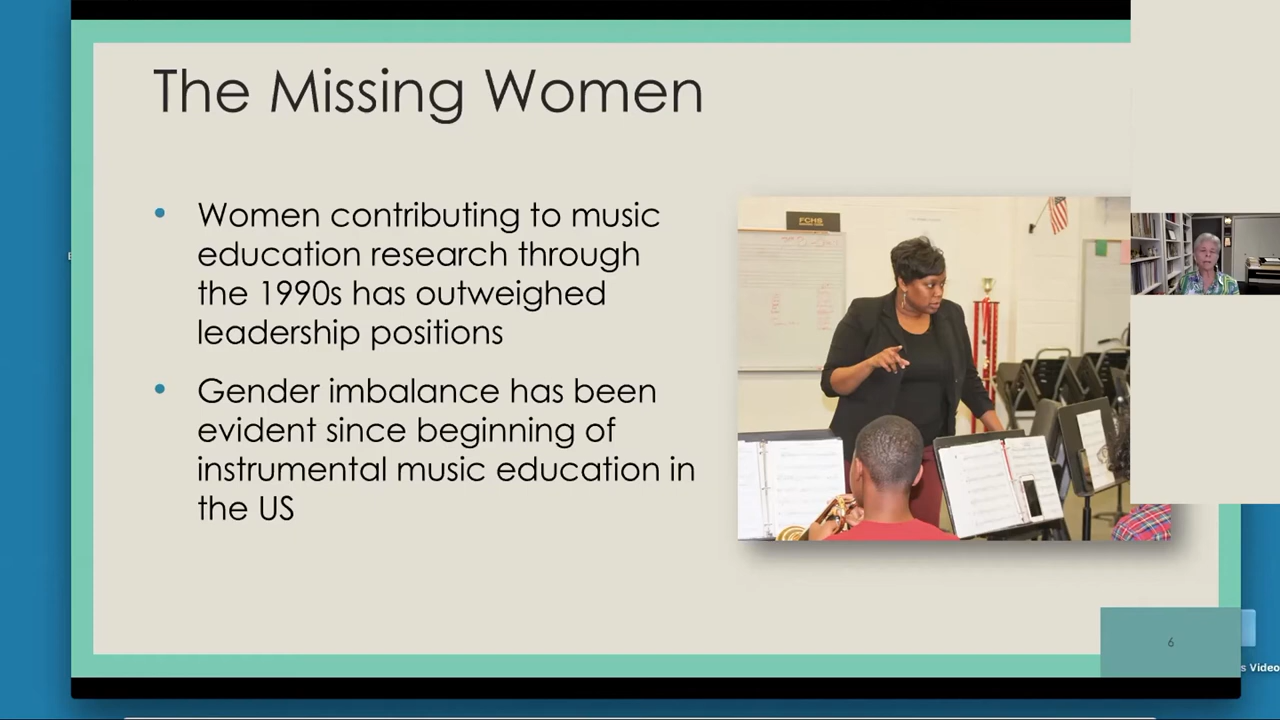 The Missing Women
• Women contributing to music
education research through
the 1990s has outweighed
leadership positions
• Gender imbalance has been
evident since beginning of
instrumental music education in
the US
FCHS
6
s Video